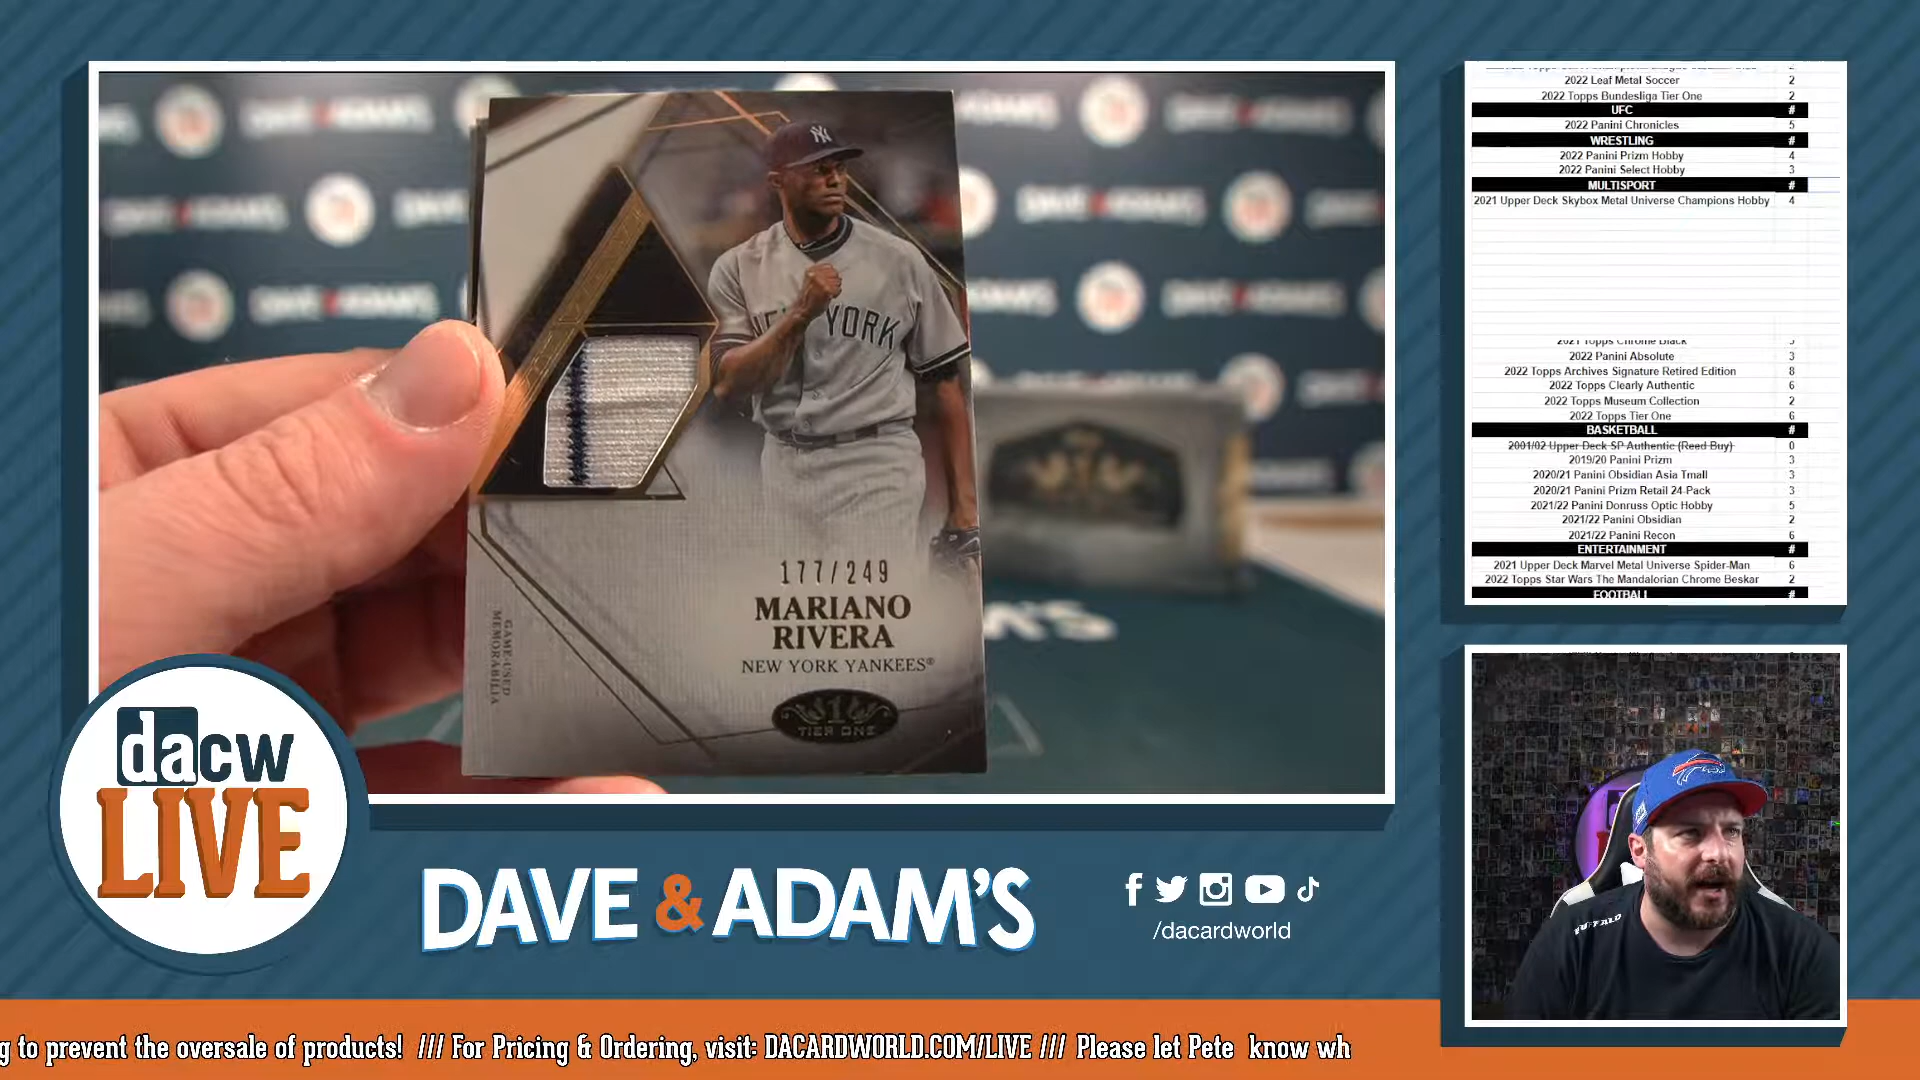 NEW YORK
177/249
MARIANO
RIVERA
NEW YORK YANKEES®
GAME-USED
MEMORABILIA
1
TIER ONE
2022 Leaf Metal Soccer 2
2022 Topps Bundesliga Tier One 2
UFC #
2022 Panini Chronicles 5
WRESTLING #
2022 Panini Prizm Hobby 4
2022 Panini Select Hobby 3
MULTISPORT #
2021 Upper Deck Skybox Metal Universe Champions Hobby 4
2021 Topps Chrome Black
2022 Panini Absolute 3
2022 Topps Archives Signature Retired Edition 8
2022 Topps Clearly Authentic 6
2022 Topps Museum Collection 2
2022 Topps Tier One 6
BASKETBALL #
2001/02 Upper Deck SP Authentic (Reed Buy) 0
2019/20 Panini Prizm 3
2020/21 Panini Obsidian Asia Tmall 3
2020/21 Panini Prizm Retail 24-Pack 3
2021/22 Panini Donruss Optic Hobby 5
2021/22 Panini Obsidian 2
2021/22 Panini Recon 6
ENTERTAINMENT #
2021 Upper Deck Marvel Metal Universe Spider-Man 6
2022 Topps Star Wars The Mandalorian Chrome Beskar 2
FOOTBALL #
BUFFALO
dacw
LIVE
DAVE & ADAM'S
/dacardworld
g to prevent the oversale of products! /// For Pricing & Ordering, visit: DACARDWORLD.COM/LIVE /// Please let Pete know wh